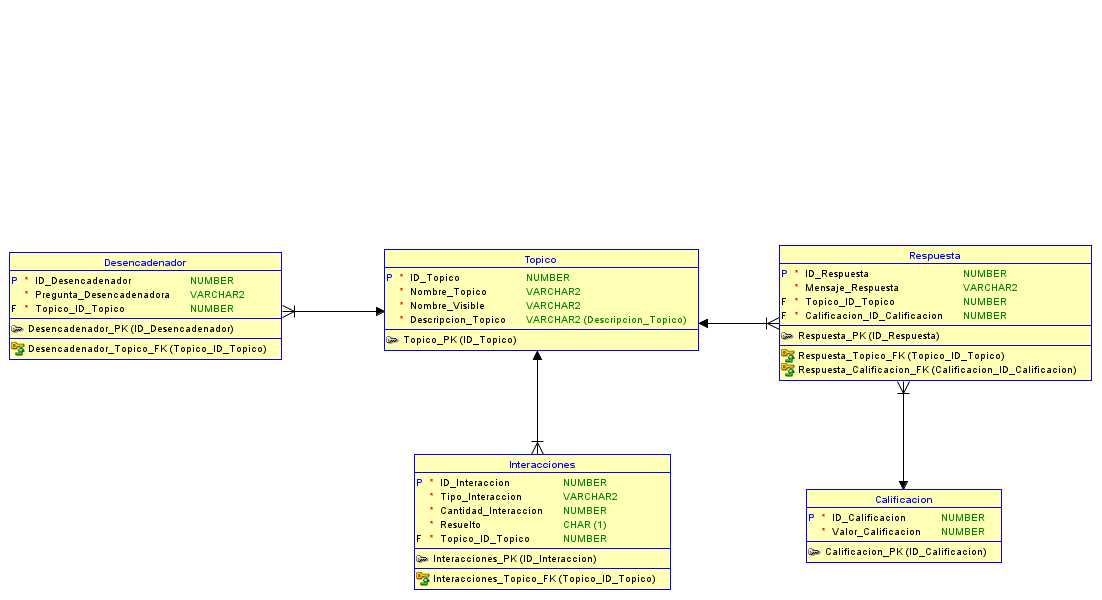 Desencadenador
P * ID_Desencadenador NUMBER
* Pregunta_Desencadenadora VARCHAR2
F * Topico_ID_Topico NUMBER
Desencadenador_PK (ID_Desencadenador)
Desencadenador_Topico_FK (Topico_ID_Topico)
Topico
P * ID_Topico NUMBER
* Nombre_Topico VARCHAR2
* Nombre_Visible VARCHAR2
* Descripcion_Topico VARCHAR2 (Descripcion_Topico)
Topico_PK (ID_Topico)
Respuesta
P * ID_Respuesta NUMBER
* Mensaje_Respuesta VARCHAR2
F * Topico_ID_Topico NUMBER
F * Calificacion_ID_Calificacion NUMBER
Respuesta_PK (ID_Respuesta)
Respuesta_Topico_FK (Topico_ID_Topico)
Respuesta_Calificacion_FK (Calificacion_ID_Calificacion)
Interacciones
P * ID_Interaccion NUMBER
* Tipo_Interaccion VARCHAR2
* Cantidad_Interaccion NUMBER
* Resuelto CHAR (1)
F * Topico_ID_Topico NUMBER
Interacciones_PK (ID_Interaccion)
Interacciones_Topico_FK (Topico_ID_Topico)
Calificacion
P * ID_Calificacion NUMBER
* Valor_Calificacion NUMBER
Calificacion_PK (ID_Calificacion)